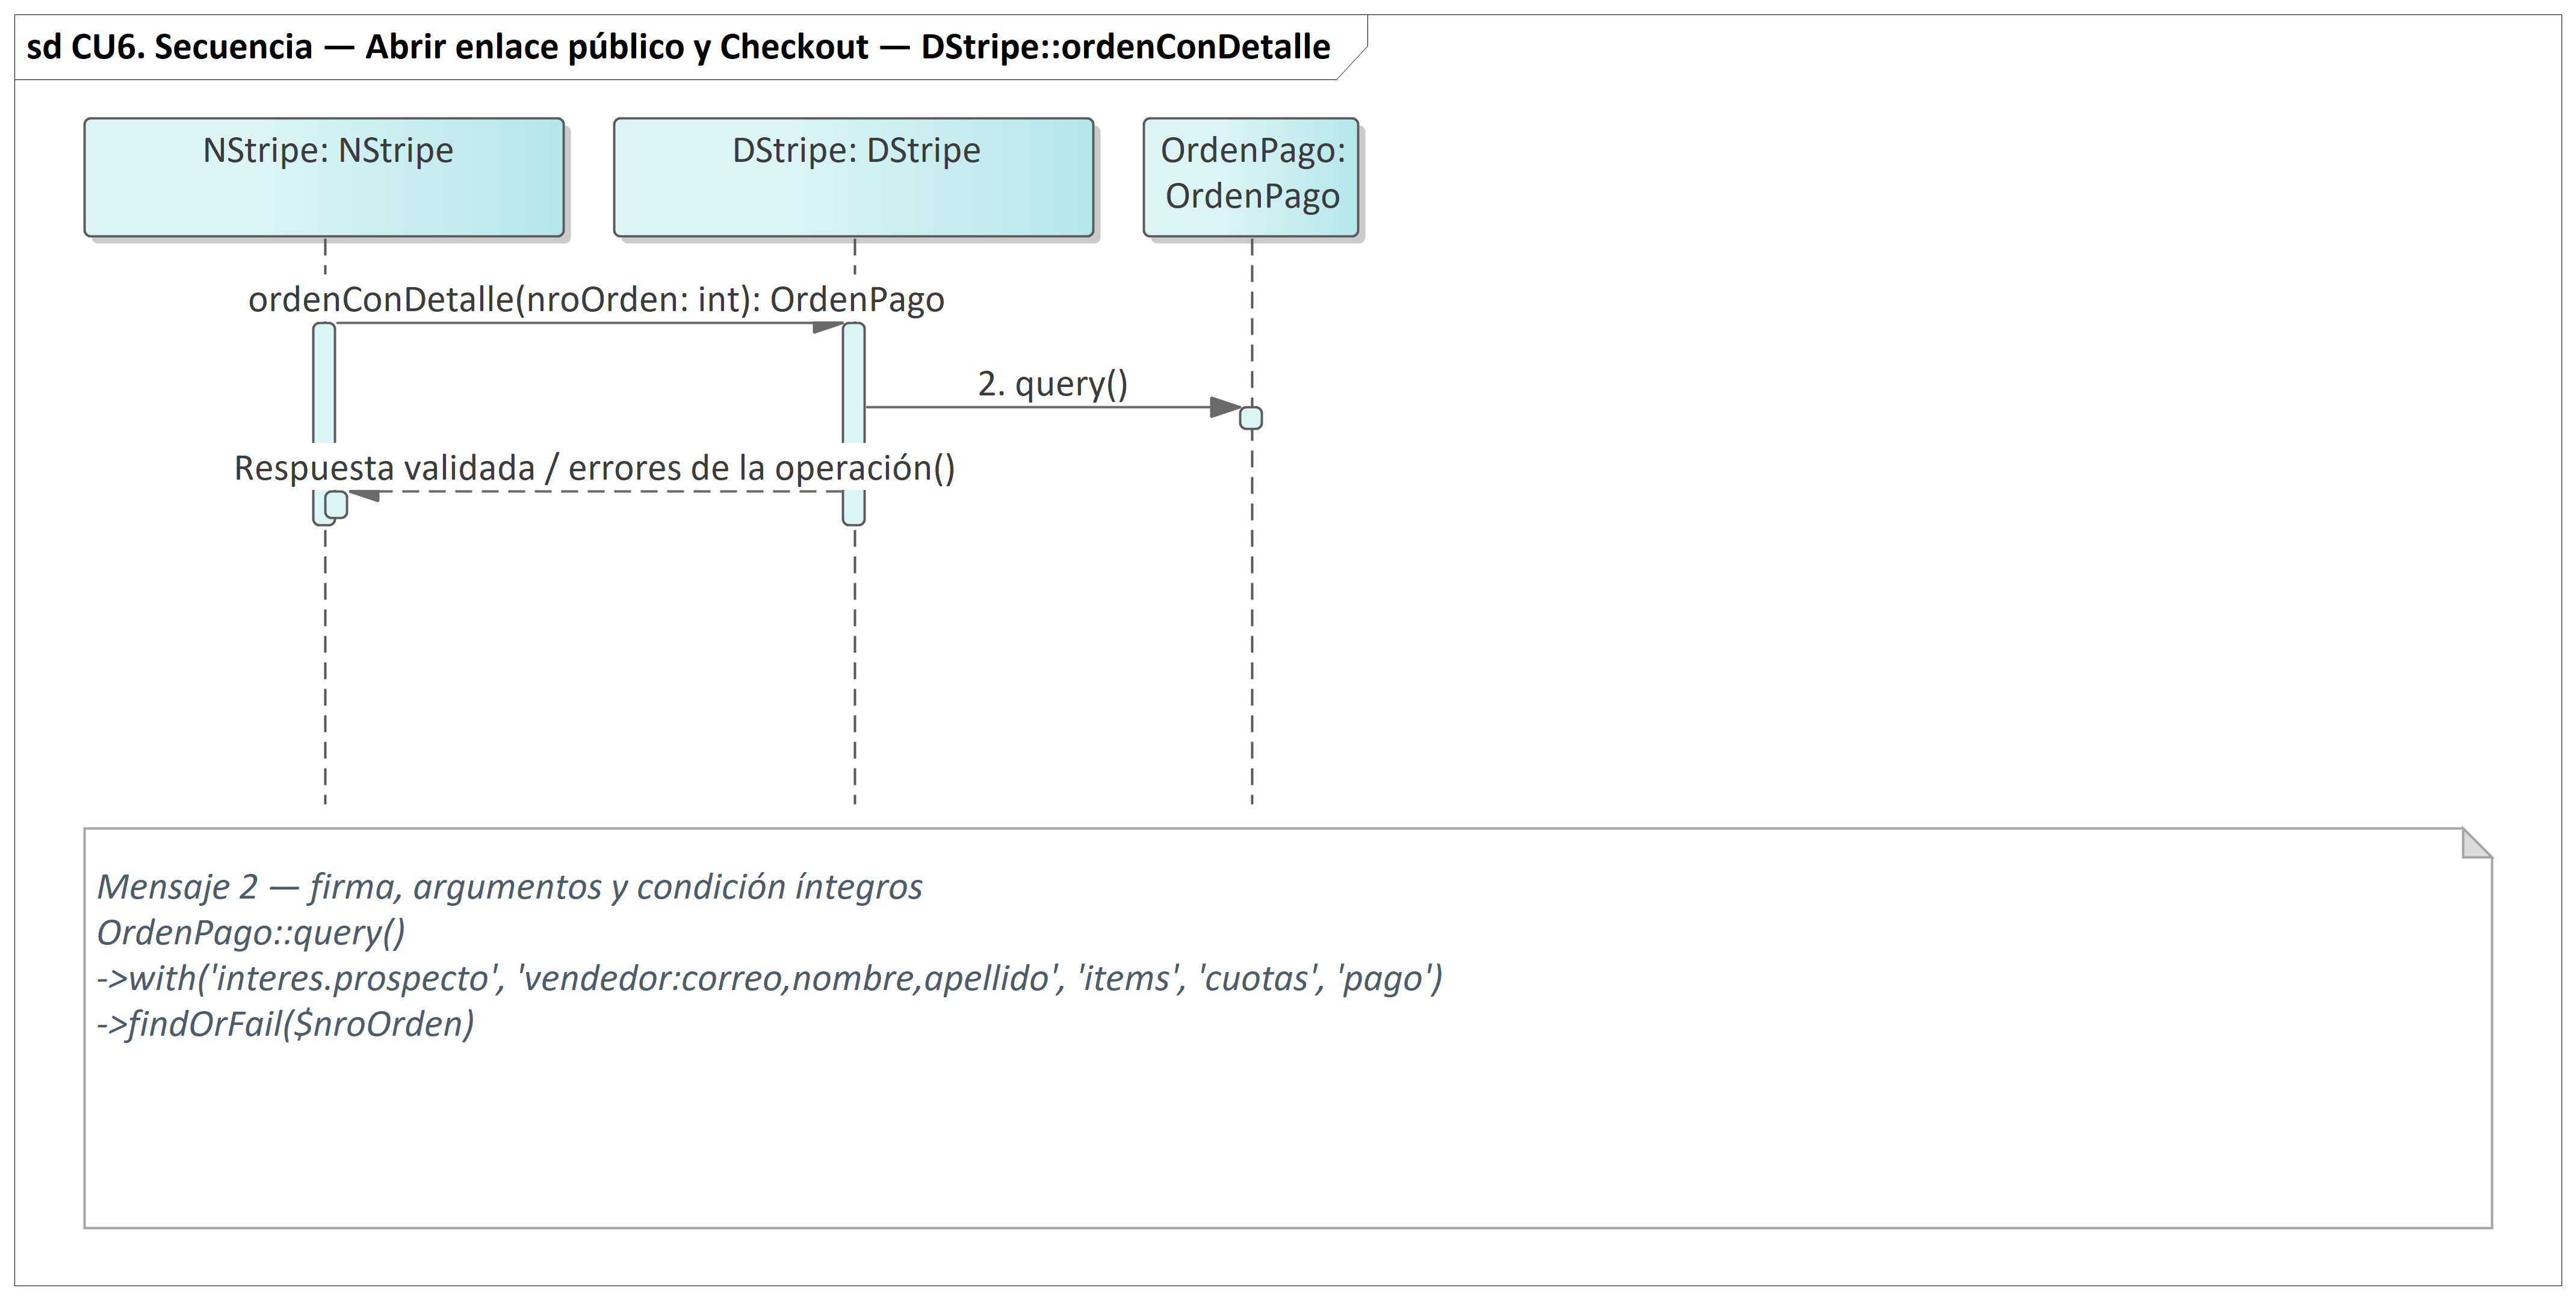 sd CU6. Secuencia — Abrir enlace público y Checkout — DStripe::ordenConDetalle
NStripe: NStripe
DStripe: DStripe
OrdenPago:
OrdenPago
ordenConDetalle(nroOrden: int): OrdenPago
2. query()
Respuesta validada / errores de la operación()
Mensaje 2 — firma, argumentos y condición íntegros
OrdenPago::query()
->with('interes.prospecto', 'vendedor:correo,nombre,apellido', 'items', 'cuotas', 'pago')
->findOrFail($nroOrden)